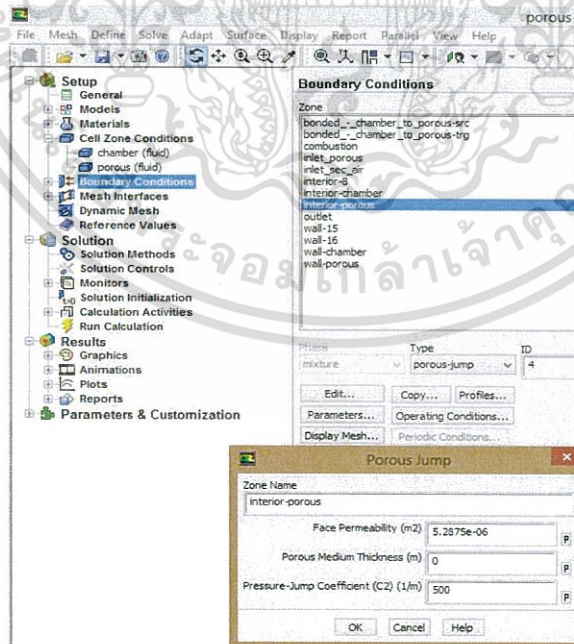 porous
File Mesh Define Solve Adapt Surface Display Report Parallel View Help
Setup
General
Models
Materials
Cell Zone Conditions
chamber (fluid)
porous (fluid)
Boundary Conditions
Mesh Interfaces
Dynamic Mesh
Reference Values
Solution
Solution Methods
Solution Controls
Monitors
Solution Initialization
Calculation Activities
Run Calculation
Results
Graphics
Animations
Plots
Reports
Parameters & Customization
Boundary Conditions
Zone
bonded_-_chamber_to_porous-src
bonded_-_chamber_to_porous-trg
combustion
inlet_porous
inlet_sec_air
interior-8
interior-chamber
interior-porous
outlet
wall-15
wall-16
wall-chamber
wall-porous
Phase Type ID
mixture porous-jump 4
Edit... Copy... Profiles...
Parameters... Operating Conditions...
Display Mesh... Periodic Conditions...
Porous Jump
Zone Name
interior-porous
Face Permeability (m2) 5.2875e-06 P
Porous Medium Thickness (m) 0 P
Pressure-Jump Coefficient (C2) (1/m) 500 P
OK Cancel Help